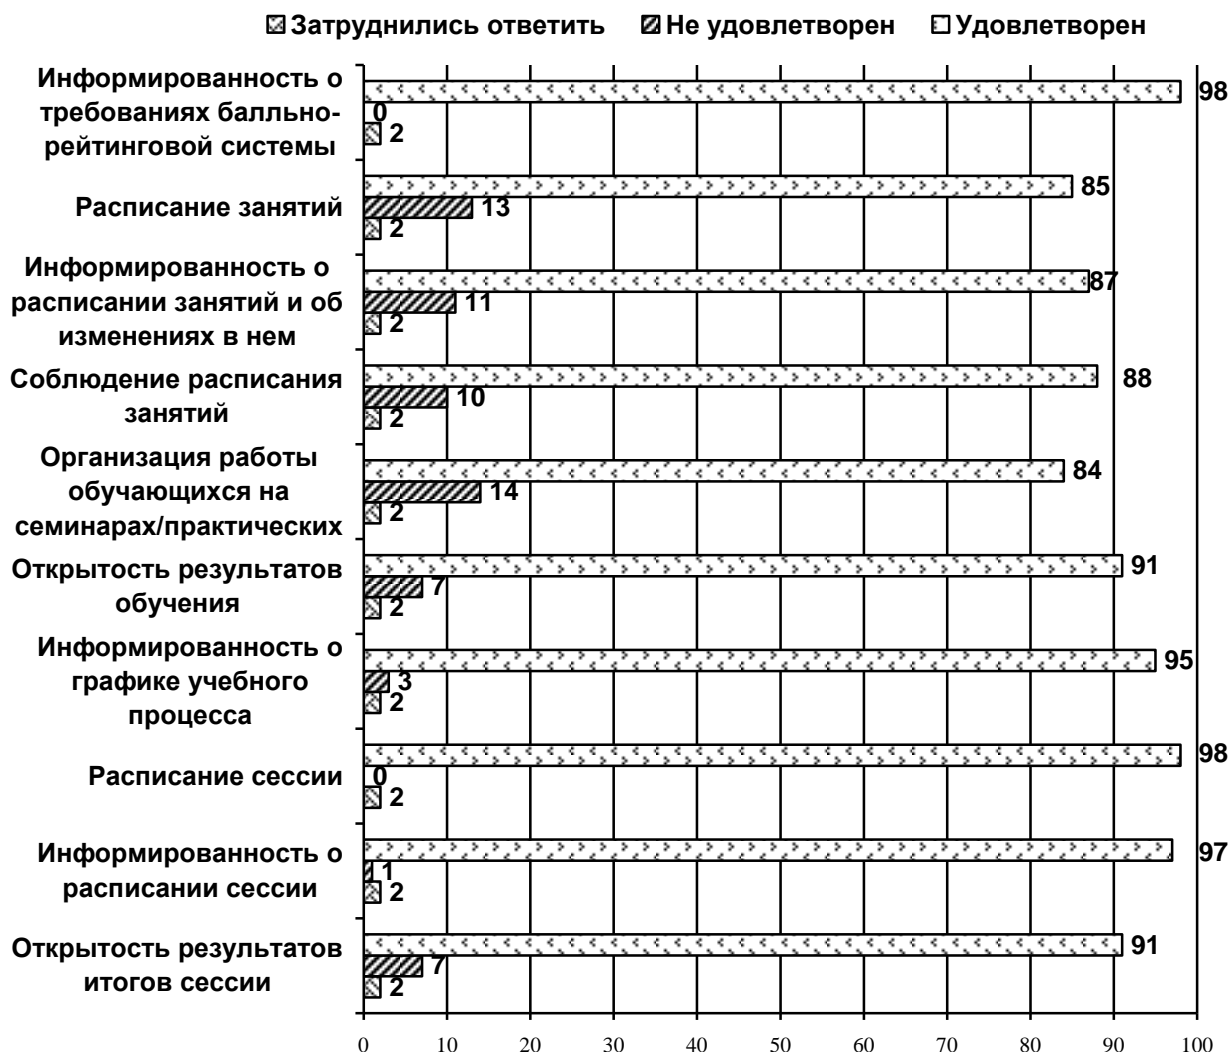 Затруднились ответить Не удовлетворен Удовлетворен
Информированность о
требованиях балльно-
рейтинговой системы
98
0
2
Расписание занятий
85
13
2
Информированность о
расписании занятий и об
изменениях в нем
87
11
2
Соблюдение расписания
занятий
88
10
2
Организация работы
обучающихся на
семинарах/практических
84
14
2
Открытость результатов
обучения
91
7
2
Информированность о
графике учебного
процесса
95
3
2
Расписание сессии
98
0
2
Информированность о
расписании сессии
97
1
2
Открытость результатов
итогов сессии
91
7
2
0 10 20 30 40 50 60 70 80 90 100